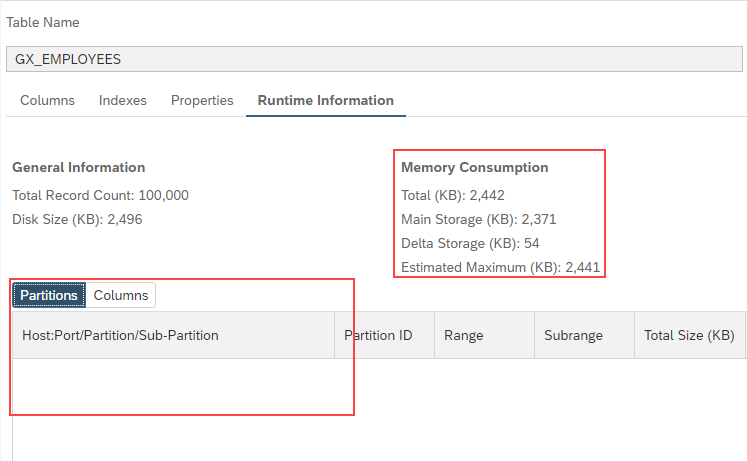 Table Name
GX_EMPLOYEES
Columns Indexes Properties Runtime Information
General Information
Total Record Count: 100,000
Disk Size (KB): 2,496
Memory Consumption
Total (KB): 2,442
Main Storage (KB): 2,371
Delta Storage (KB): 54
Estimated Maximum (KB): 2,441
Partitions Columns
Host:Port/Partition/Sub-Partition Partition ID Range Subrange Total Size (KB)